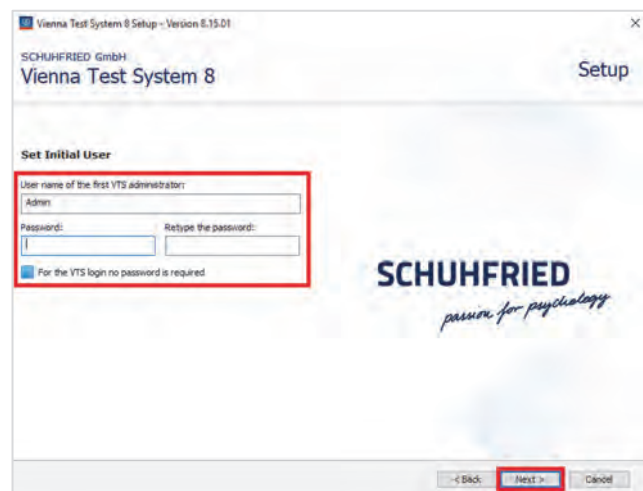 Vienna Test System 8 Setup - Version 8.15.01
SCHUHFRIED GmbH
Vienna Test System 8
Setup
Set Initial User
User name of the first VTS administrator:
Admin
Password: Retype the password:
For the VTS login no password is required
SCHUHFRIED
passion for psychology
< Back Next > Cancel